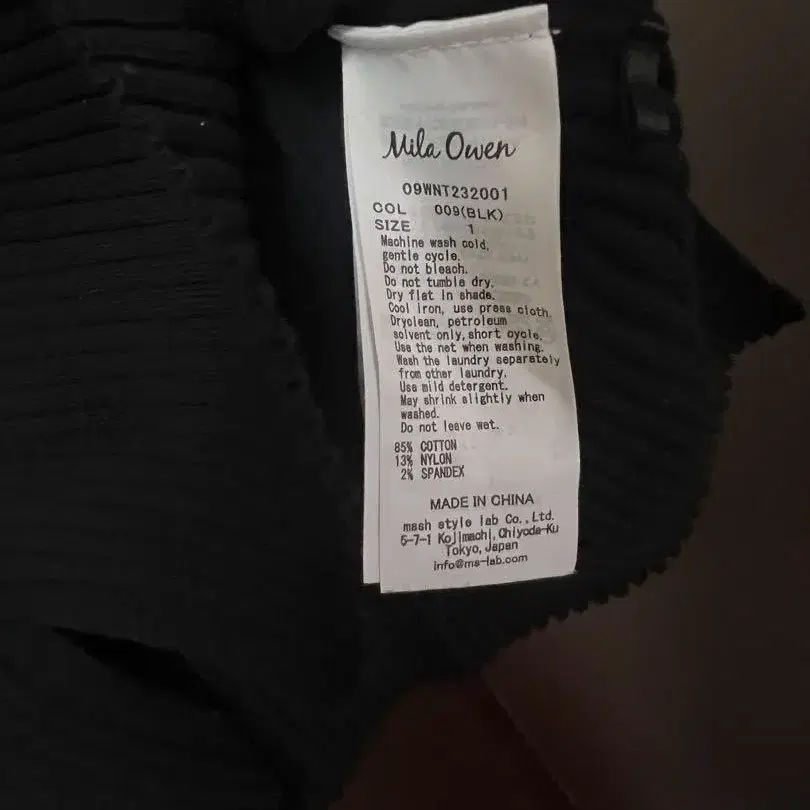 Mila Owen
09WNT232001
COL 009(BLK)
SIZE 1
Machine wash cold,
gentle cycle.
Do not bleach.
Do not tumble dry.
Dry flat in shade.
Cool iron, use press cloth.
Dryclean, petroleum
solvent only,short cycle.
Use the net when washing.
Wash the laundry separately
from other laundry.
Use mild detergent.
May shrink slightly when
washed.
Do not leave wet.
85% COTTON
13% NYLON
2% SPANDEX
MADE IN CHINA
mash style lab Co.,Ltd.
5-7-1 Kojimachi,Chiyoda-Ku
Tokyo,Japan
info@ms-lab.com